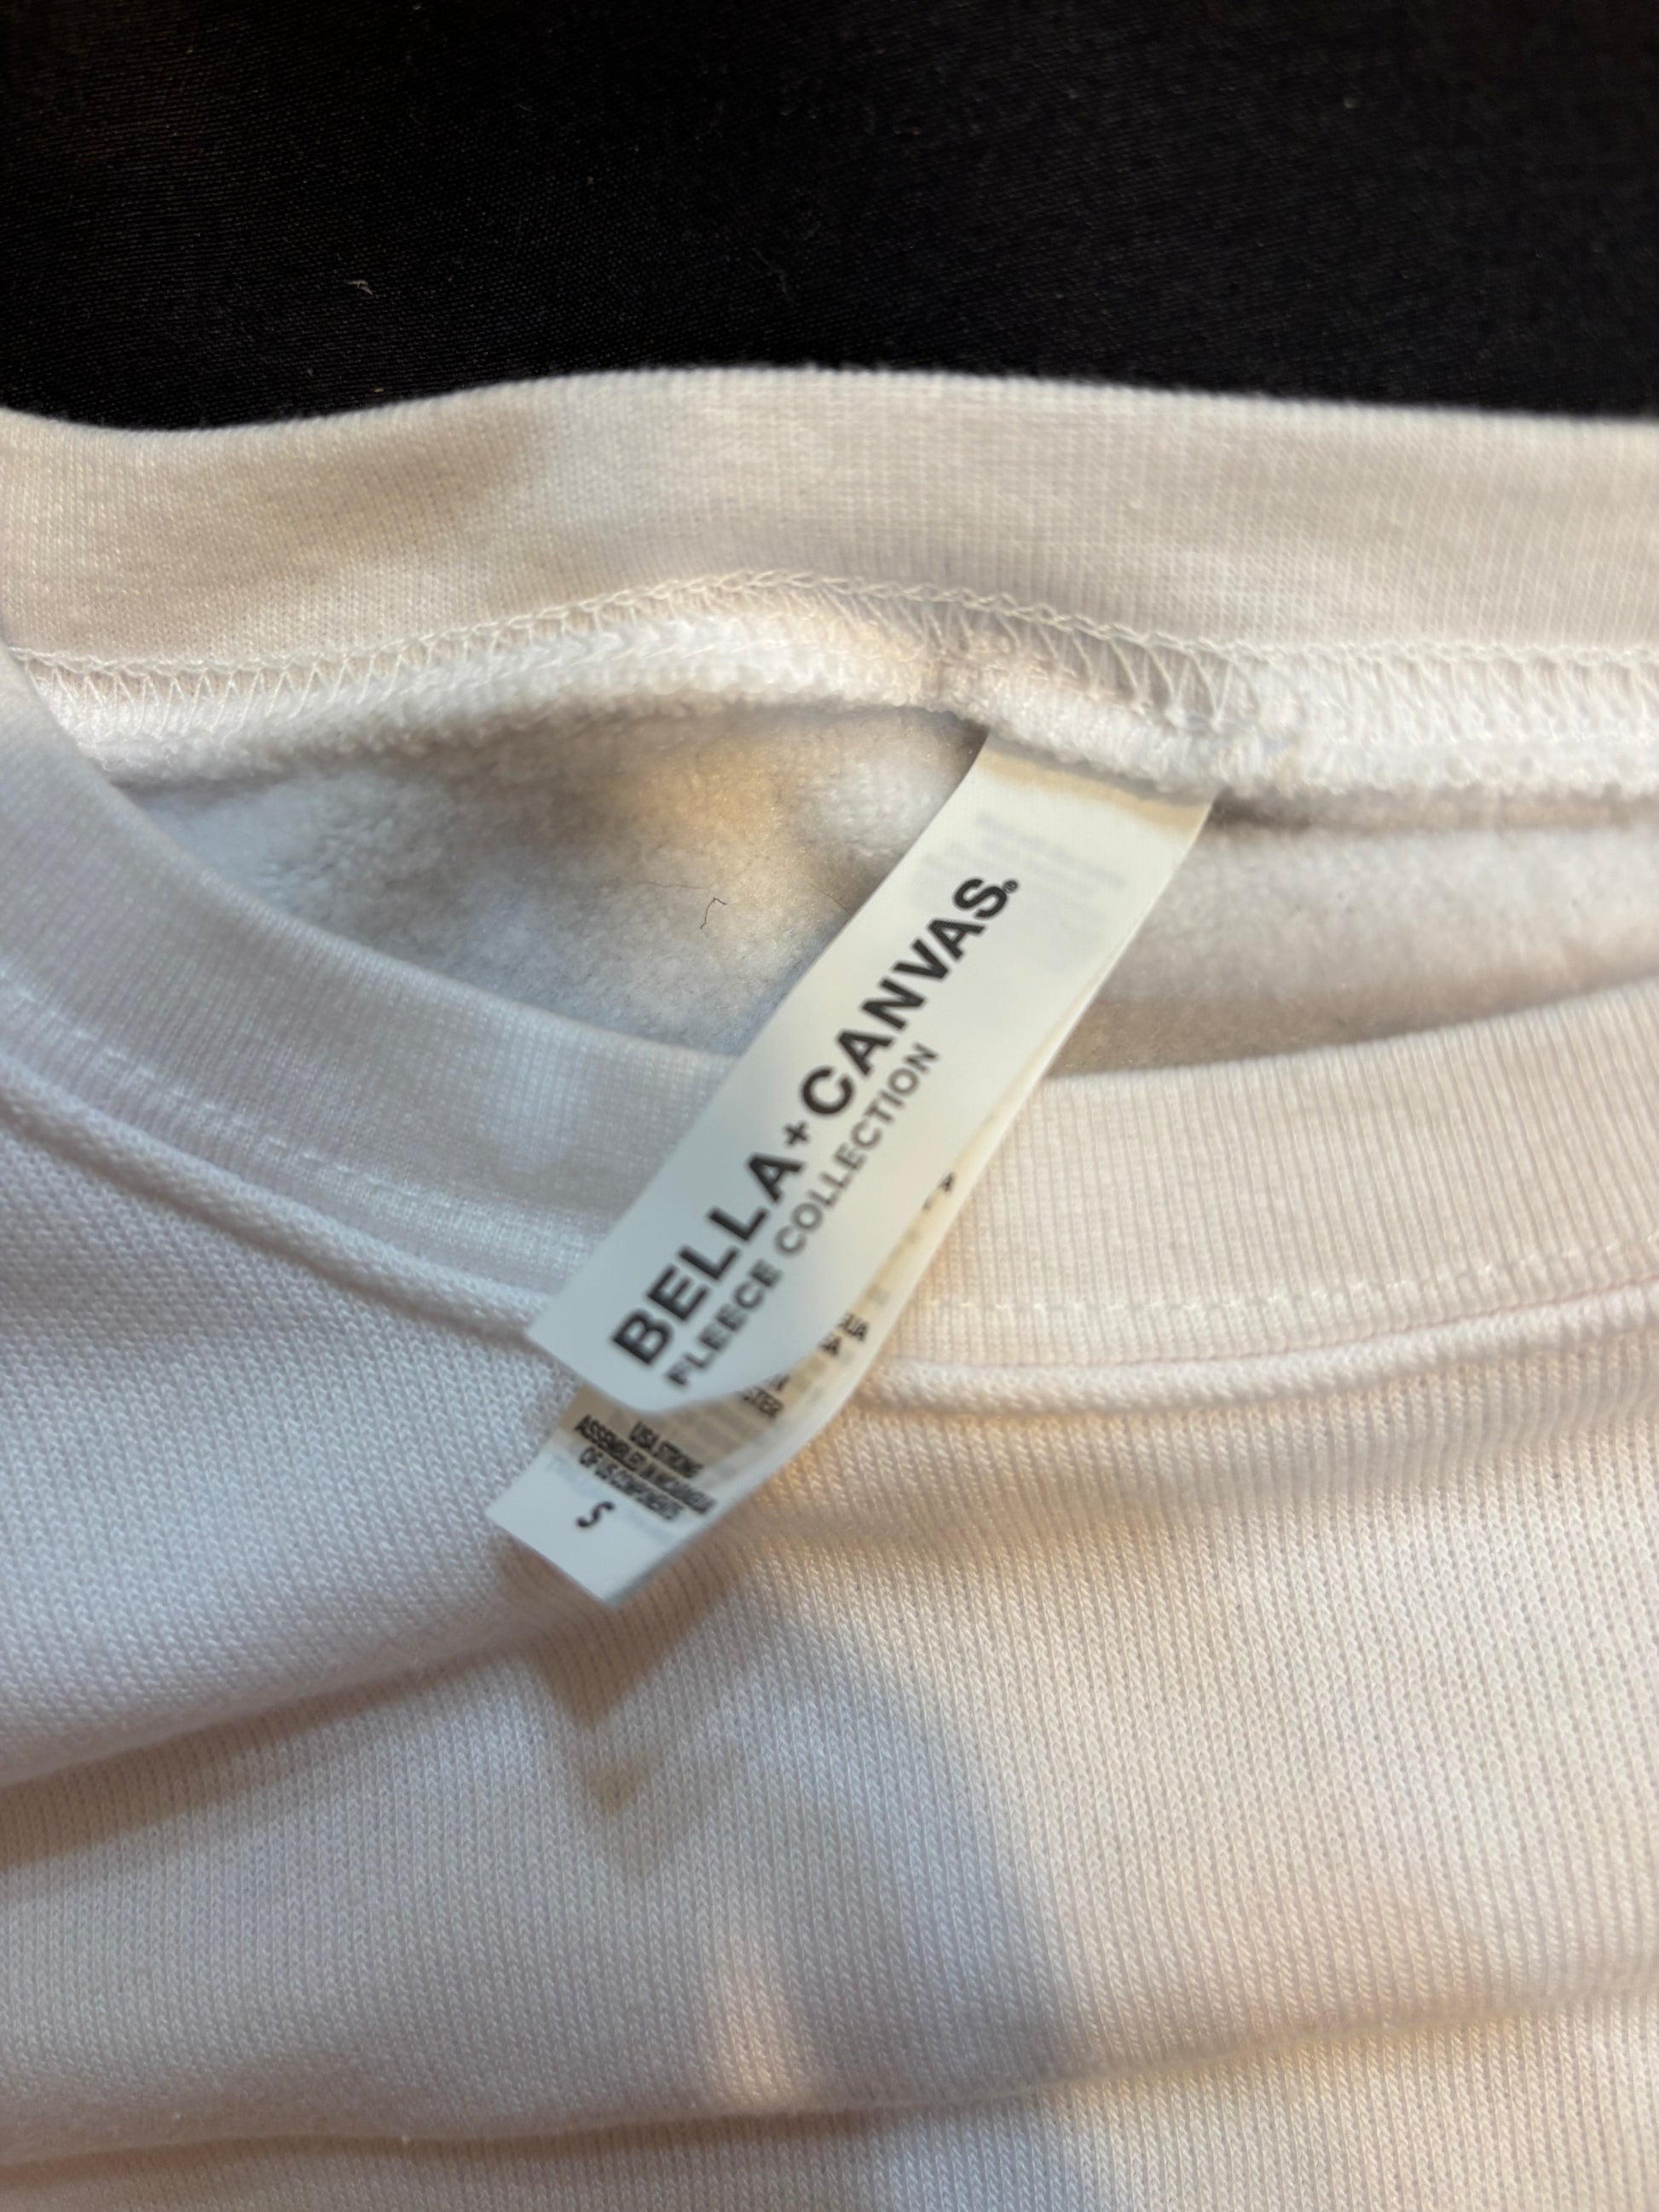 BELLA+CANVAS®
FLEECE COLLECTION
USA STRONG
ASSEMBLED IN NICARAGUA
OF US COMPONENTS
S